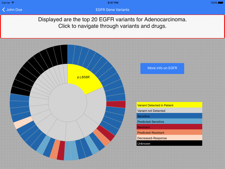 John Doe
EGFR Gene Variants
Displayed are the top 20 EGFR variants for Adenocarcinoma.
Click to navigate through variants and drugs.
p.L858R
More info on EGFR
Variant Detected in Patient
Variant not Detected
Sensitive
Predicted Sensitive
Resistant
Predicted Resistant
Decreased Response
Unknown